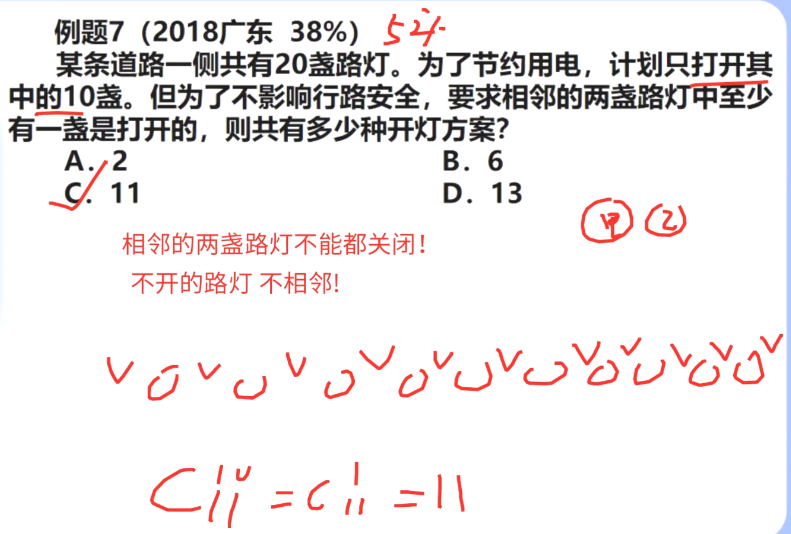 例题7（2018广东 38%）
某条道路一侧共有20盏路灯。为了节约用电，计划只打开其
中的10盏。但为了不影响行路安全，要求相邻的两盏路灯中至少
有一盏是打开的，则共有多少种开灯方案？
A. 2 B. 6
C. 11 D. 13
甲 乙
相邻的两盏路灯不能都关闭！
不开的路灯 不相邻!
C 10 11 = C 1 11 = 11